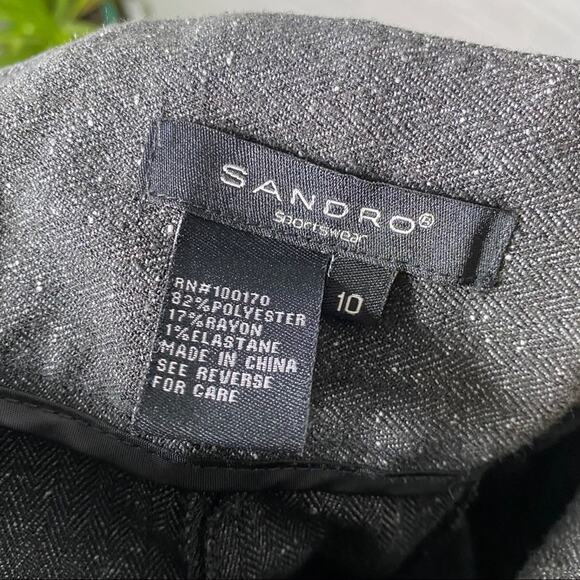 SANDRO®
Sportswear
10
RN#100170
82%POLYESTER
17%RAYON
1%ELASTANE
MADE IN CHINA
SEE REVERSE
FOR CARE